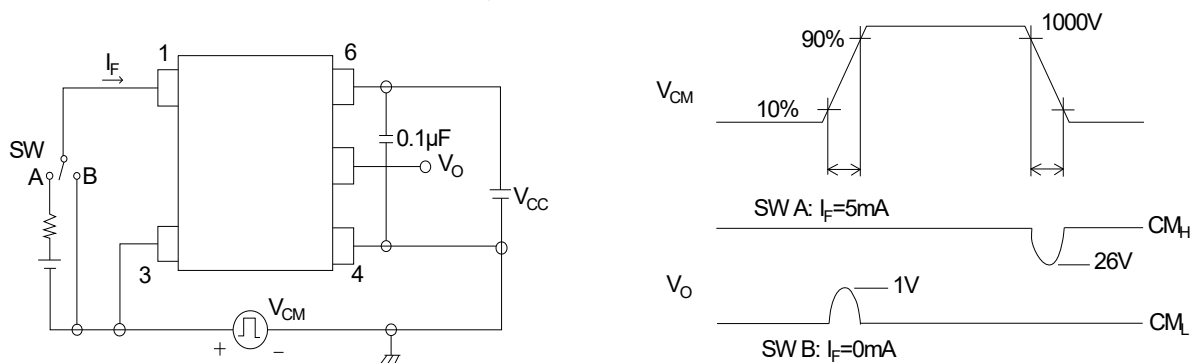 1
6
I_F
SW
A
B
0.1µF
V_O
V_CC
3
4
V_CM
+
-
90%
1000V
V_CM
10%
SW A: I_F=5mA
CM_H
26V
V_O
1V
CM_L
SW B: I_F=0mA